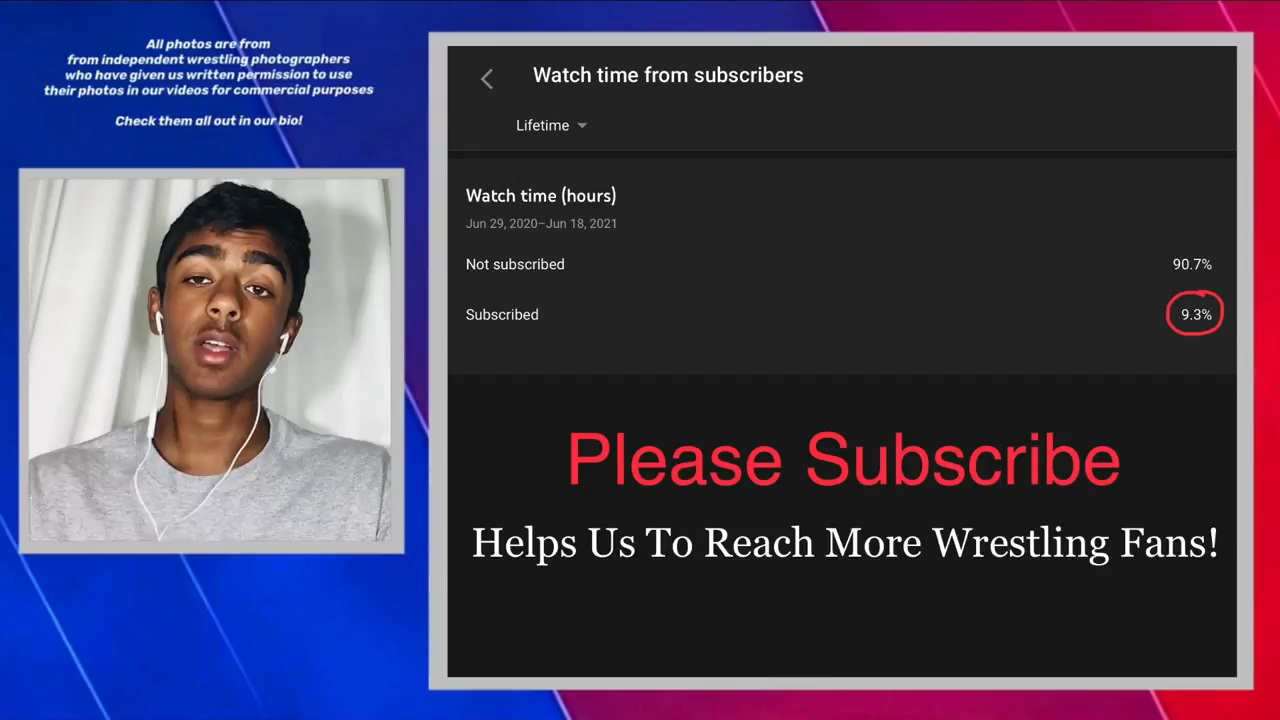 All photos are from
from independent wrestling photographers
who have given us written permission to use
their photos in our videos for commercial purposes
Check them all out in our bio!
Watch time from subscribers
Lifetime
Watch time (hours)
Jun 29, 2020–Jun 18, 2021
Not subscribed 90.7%
Subscribed 9.3%
Please Subscribe
Helps Us To Reach More Wrestling Fans!